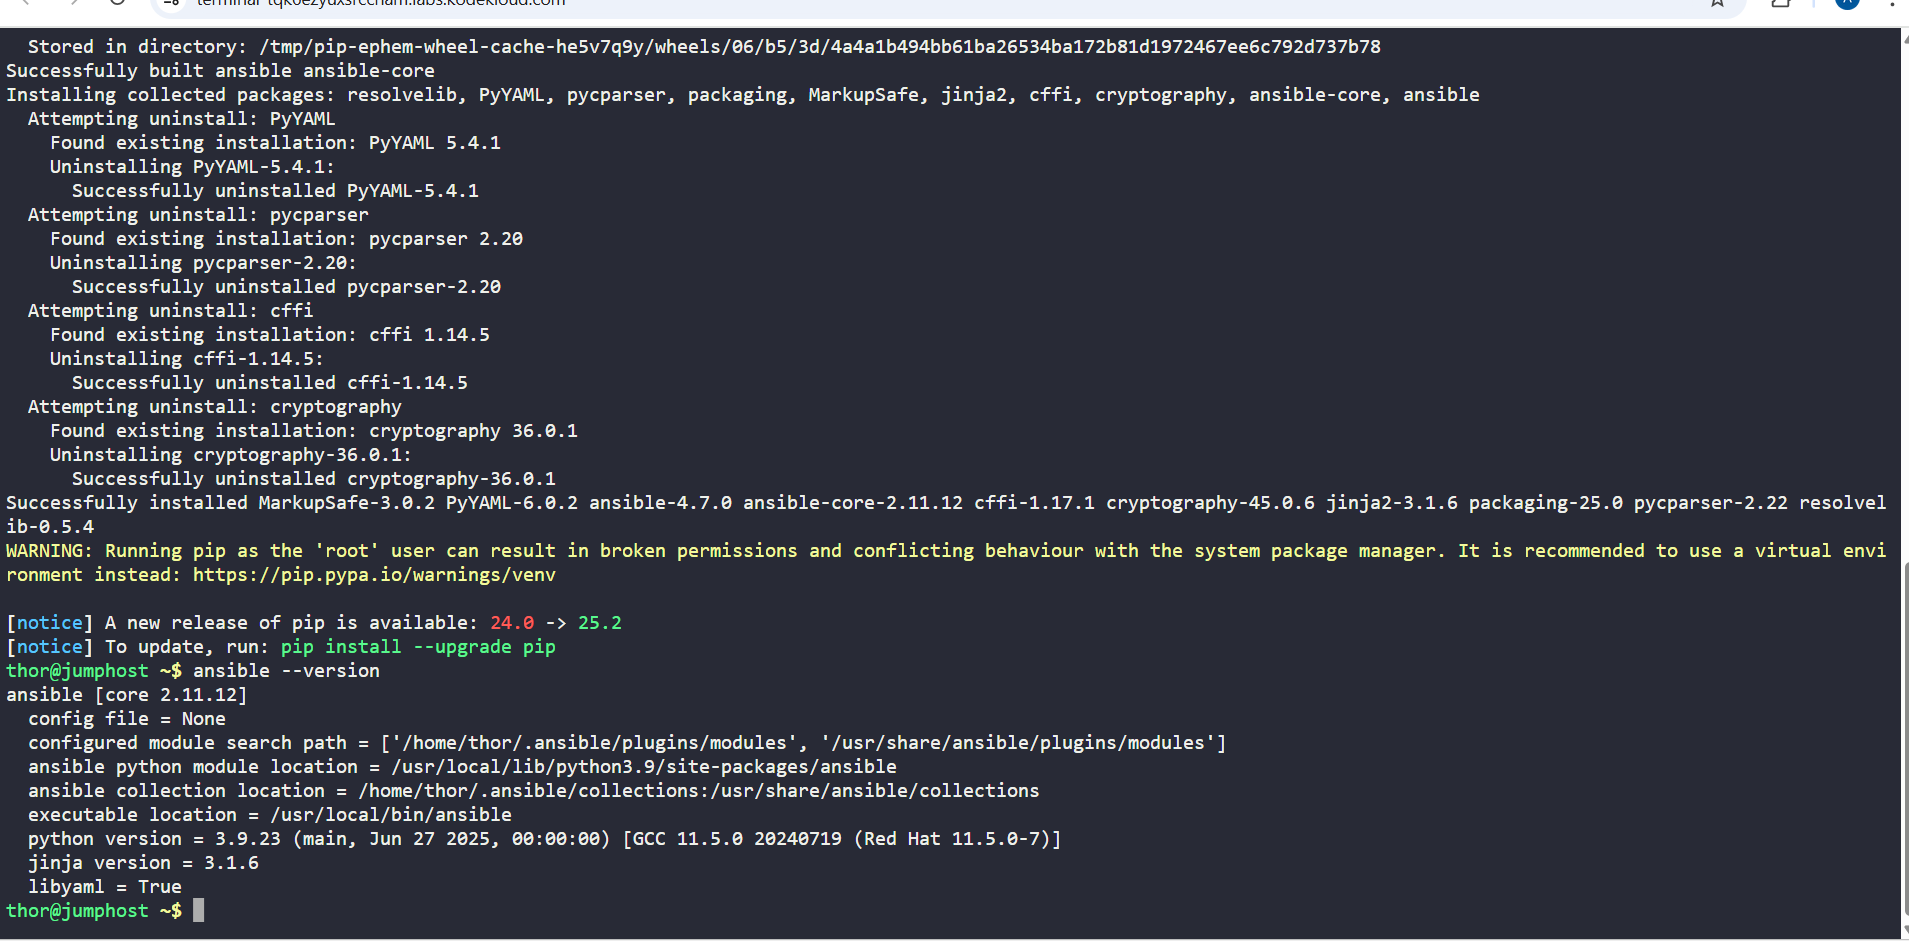 Stored in directory: /tmp/pip-ephem-wheel-cache-he5v7q9y/wheels/06/b5/3d/4a4a1b494bb61ba26534ba172b81d1972467ee6c792d737b78
Successfully built ansible ansible-core
Installing collected packages: resolvelib, PyYAML, pycparser, packaging, MarkupSafe, jinja2, cffi, cryptography, ansible-core, ansible
Attempting uninstall: PyYAML
Found existing installation: PyYAML 5.4.1
Uninstalling PyYAML-5.4.1:
Successfully uninstalled PyYAML-5.4.1
Attempting uninstall: pycparser
Found existing installation: pycparser 2.20
Uninstalling pycparser-2.20:
Successfully uninstalled pycparser-2.20
Attempting uninstall: cffi
Found existing installation: cffi 1.14.5
Uninstalling cffi-1.14.5:
Successfully uninstalled cffi-1.14.5
Attempting uninstall: cryptography
Found existing installation: cryptography 36.0.1
Uninstalling cryptography-36.0.1:
Successfully uninstalled cryptography-36.0.1
Successfully installed MarkupSafe-3.0.2 PyYAML-6.0.2 ansible-4.7.0 ansible-core-2.11.12 cffi-1.17.1 cryptography-45.0.6 jinja2-3.1.6 packaging-25.0 pycparser-2.22 resolvel
ib-0.5.4
WARNING: Running pip as the 'root' user can result in broken permissions and conflicting behaviour with the system package manager. It is recommended to use a virtual envi
ronment instead: https://pip.pypa.io/warnings/venv
[notice] A new release of pip is available: 24.0 -> 25.2
[notice] To update, run: pip install --upgrade pip
thor@jumphost ~$ ansible --version
ansible [core 2.11.12]
config file = None
configured module search path = ['/home/thor/.ansible/plugins/modules', '/usr/share/ansible/plugins/modules']
ansible python module location = /usr/local/lib/python3.9/site-packages/ansible
ansible collection location = /home/thor/.ansible/collections:/usr/share/ansible/collections
executable location = /usr/local/bin/ansible
python version = 3.9.23 (main, Jun 27 2025, 00:00:00) [GCC 11.5.0 20240719 (Red Hat 11.5.0-7)]
jinja version = 3.1.6
libyaml = True
thor@jumphost ~$